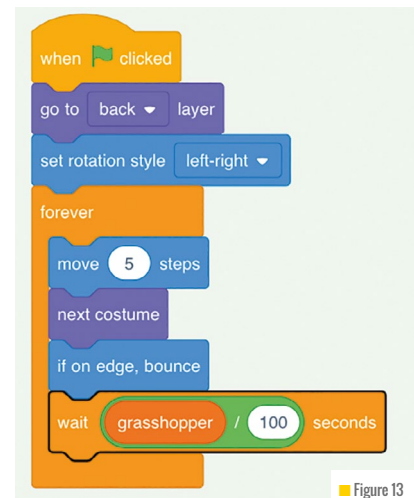 when clicked
go to back layer
set rotation style left-right
forever
move 5 steps
next costume
if on edge, bounce
wait grasshopper / 100 seconds
Figure 13